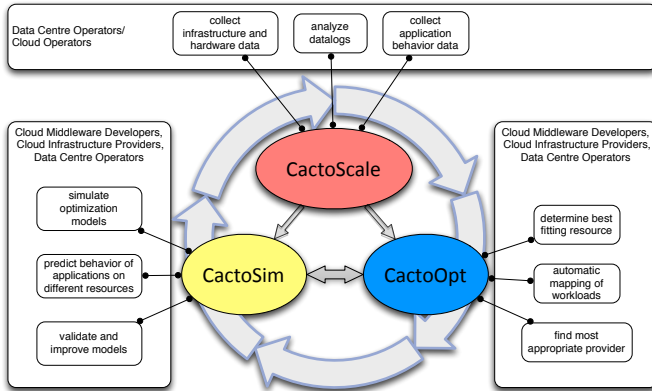 Data Centre Operators/
Cloud Operators
collect
infrastructure and
hardware data
analyze
datalogs
collect
application
behavior data
CactoScale
Cloud Middleware Developers,
Cloud Infrastructure Providers,
Data Centre Operators
simulate
optimization
models
predict behavior of
applications on
different resources
validate and
improve models
CactoSim
CactoOpt
Cloud Middleware Developers,
Cloud Infrastructure Providers,
Data Centre Operators
determine best
fitting resource
automatic
mapping of
workloads
find most
appropriate provider